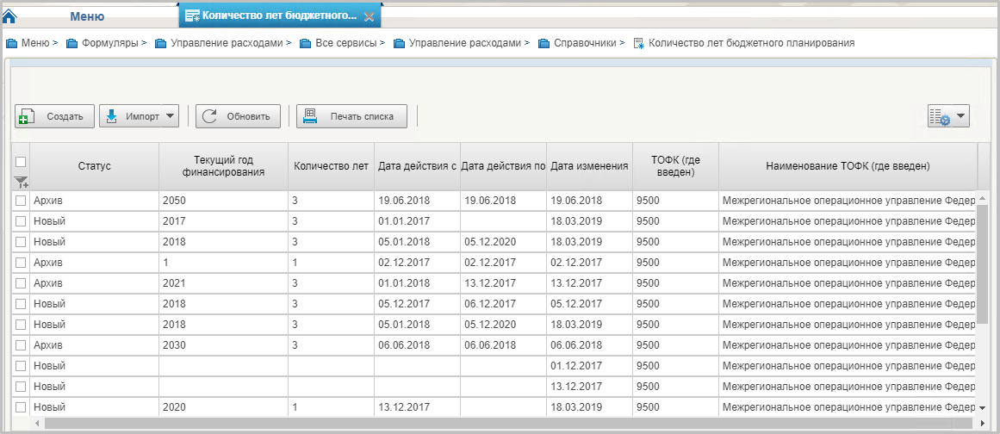 Меню
Количество лет бюджетного...
Меню > Формуляры > Управление расходами > Все сервисы > Управление расходами > Справочники > Количество лет бюджетного планирования
Создать Импорт Обновить Печать списка
Статус Текущий год финансирования Количество лет Дата действия с Дата действия по Дата изменения ТОФК (где введен) Наименование ТОФК (где введен)
Архив 2050 3 19.06.2018 19.06.2018 19.06.2018 9500 Межрегиональное операционное управление Федер
Новый 2017 3 01.01.2017 18.03.2019 9500 Межрегиональное операционное управление Федер
Новый 2018 3 05.01.2018 05.12.2020 18.03.2019 9500 Межрегиональное операционное управление Федер
Архив 1 1 02.12.2017 02.12.2017 02.12.2017 9500 Межрегиональное операционное управление Федер
Архив 2021 3 01.01.2018 13.12.2017 13.12.2017 9500 Межрегиональное операционное управление Федер
Новый 2018 3 05.12.2017 06.12.2017 05.12.2017 9500 Межрегиональное операционное управление Федер
Новый 2018 3 05.01.2018 05.12.2020 18.03.2019 9500 Межрегиональное операционное управление Федер
Архив 2030 3 06.06.2018 06.06.2018 06.06.2018 9500 Межрегиональное операционное управление Федер
Новый 01.12.2017 9500 Межрегиональное операционное управление Федер
Новый 13.12.2017 9500 Межрегиональное операционное управление Федер
Новый 2020 1 13.12.2017 18.03.2019 9500 Межрегиональное операционное управление Федер